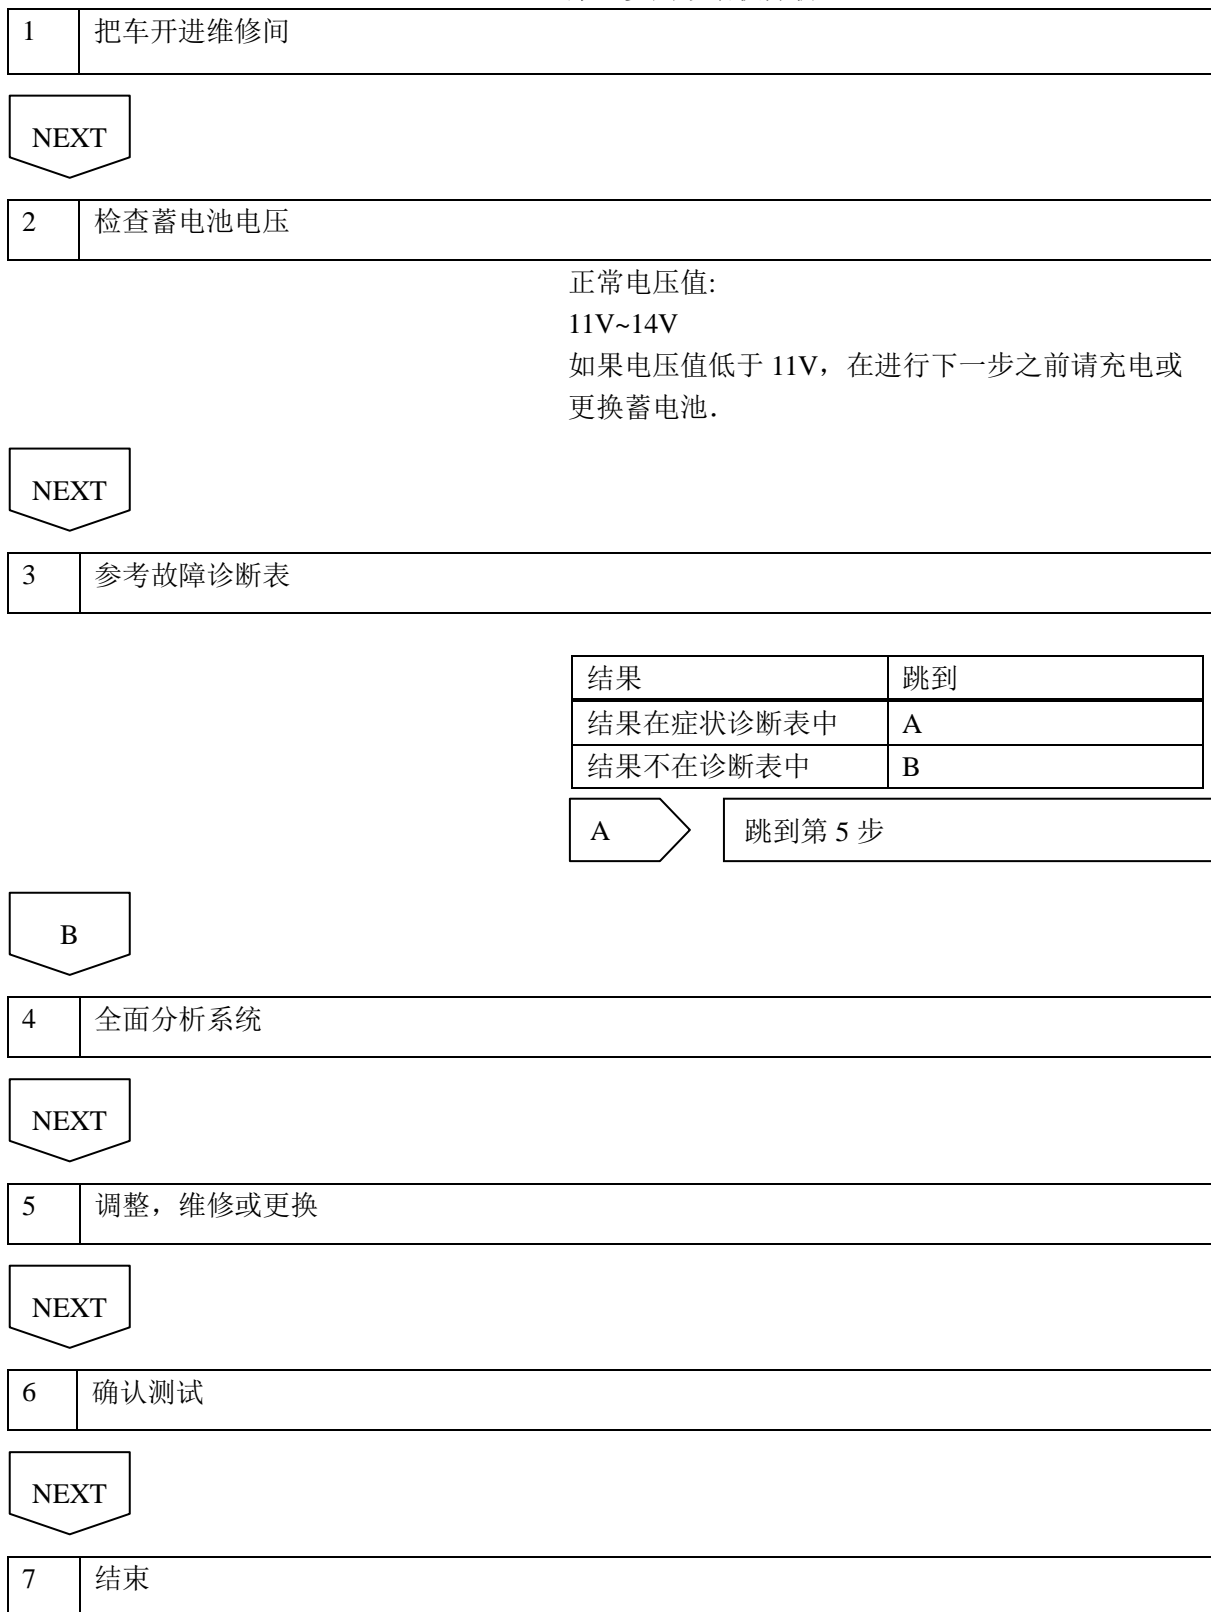 1 把车开进维修间
NEXT
2 检查蓄电池电压
正常电压值:
11V~14V
如果电压值低于 11V，在进行下一步之前请充电或
更换蓄电池．
NEXT
3 参考故障诊断表
结果 跳到
结果在症状诊断表中 A
结果不在诊断表中 B
A 跳到第 5 步
B
4 全面分析系统
NEXT
5 调整，维修或更换
NEXT
6 确认测试
NEXT
7 结束